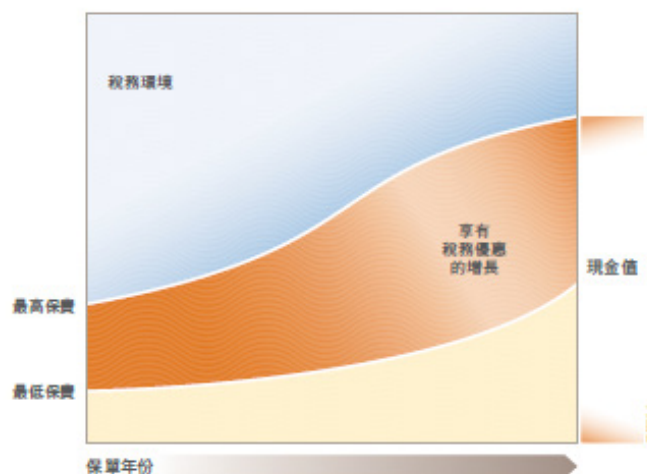 稅務環境
享有
稅務優惠
的增長
現金值
最高保費
最低保費
保單年份